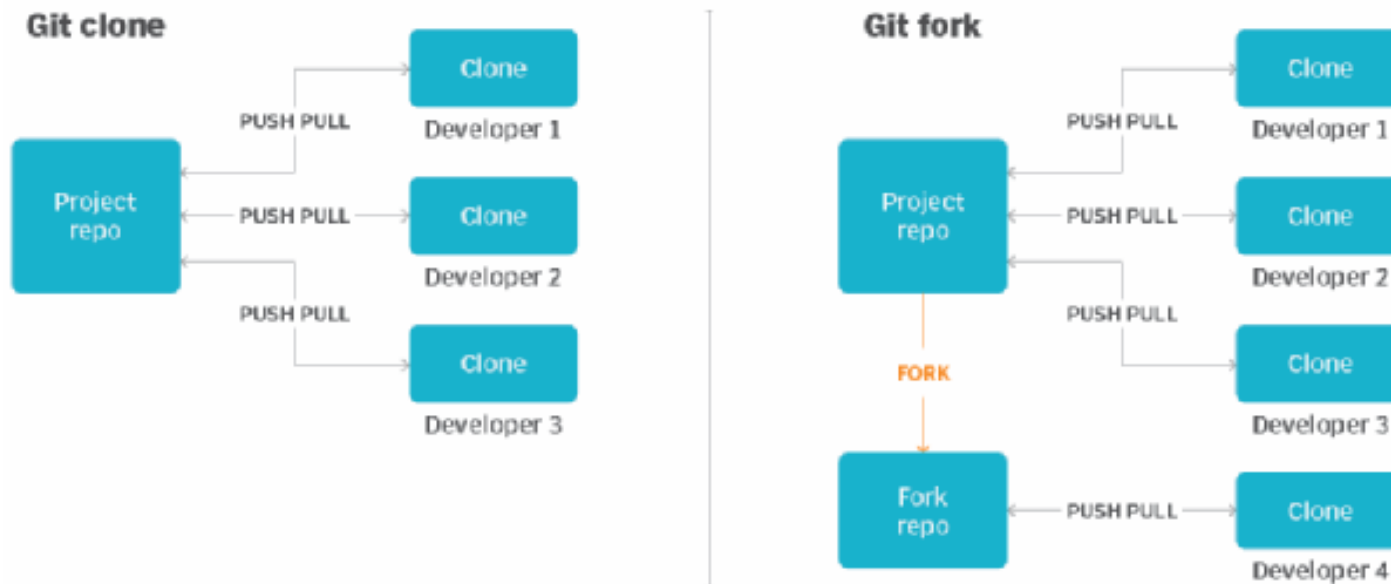 Git clone
Clone
Developer 1
PUSH PULL
Project
repo
PUSH PULL
Clone
Developer 2
PUSH PULL
Clone
Developer 3
Git fork
Clone
Developer 1
PUSH PULL
Project
repo
PUSH PULL
Clone
Developer 2
PUSH PULL
Clone
Developer 3
FORK
Fork
repo
PUSH PULL
Clone
Developer 4